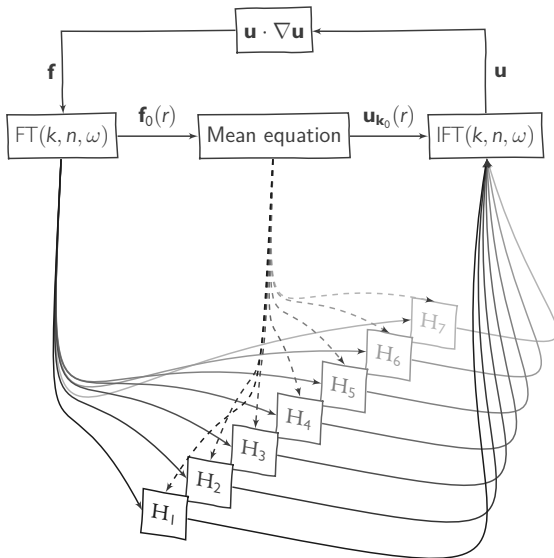 u · ∇u
f
u
f₀(r)
u_k₀(r)
FT(k, n, ω)
Mean equation
IFT(k, n, ω)
H₇
H₆
H₅
H₄
H₃
H₂
H₁